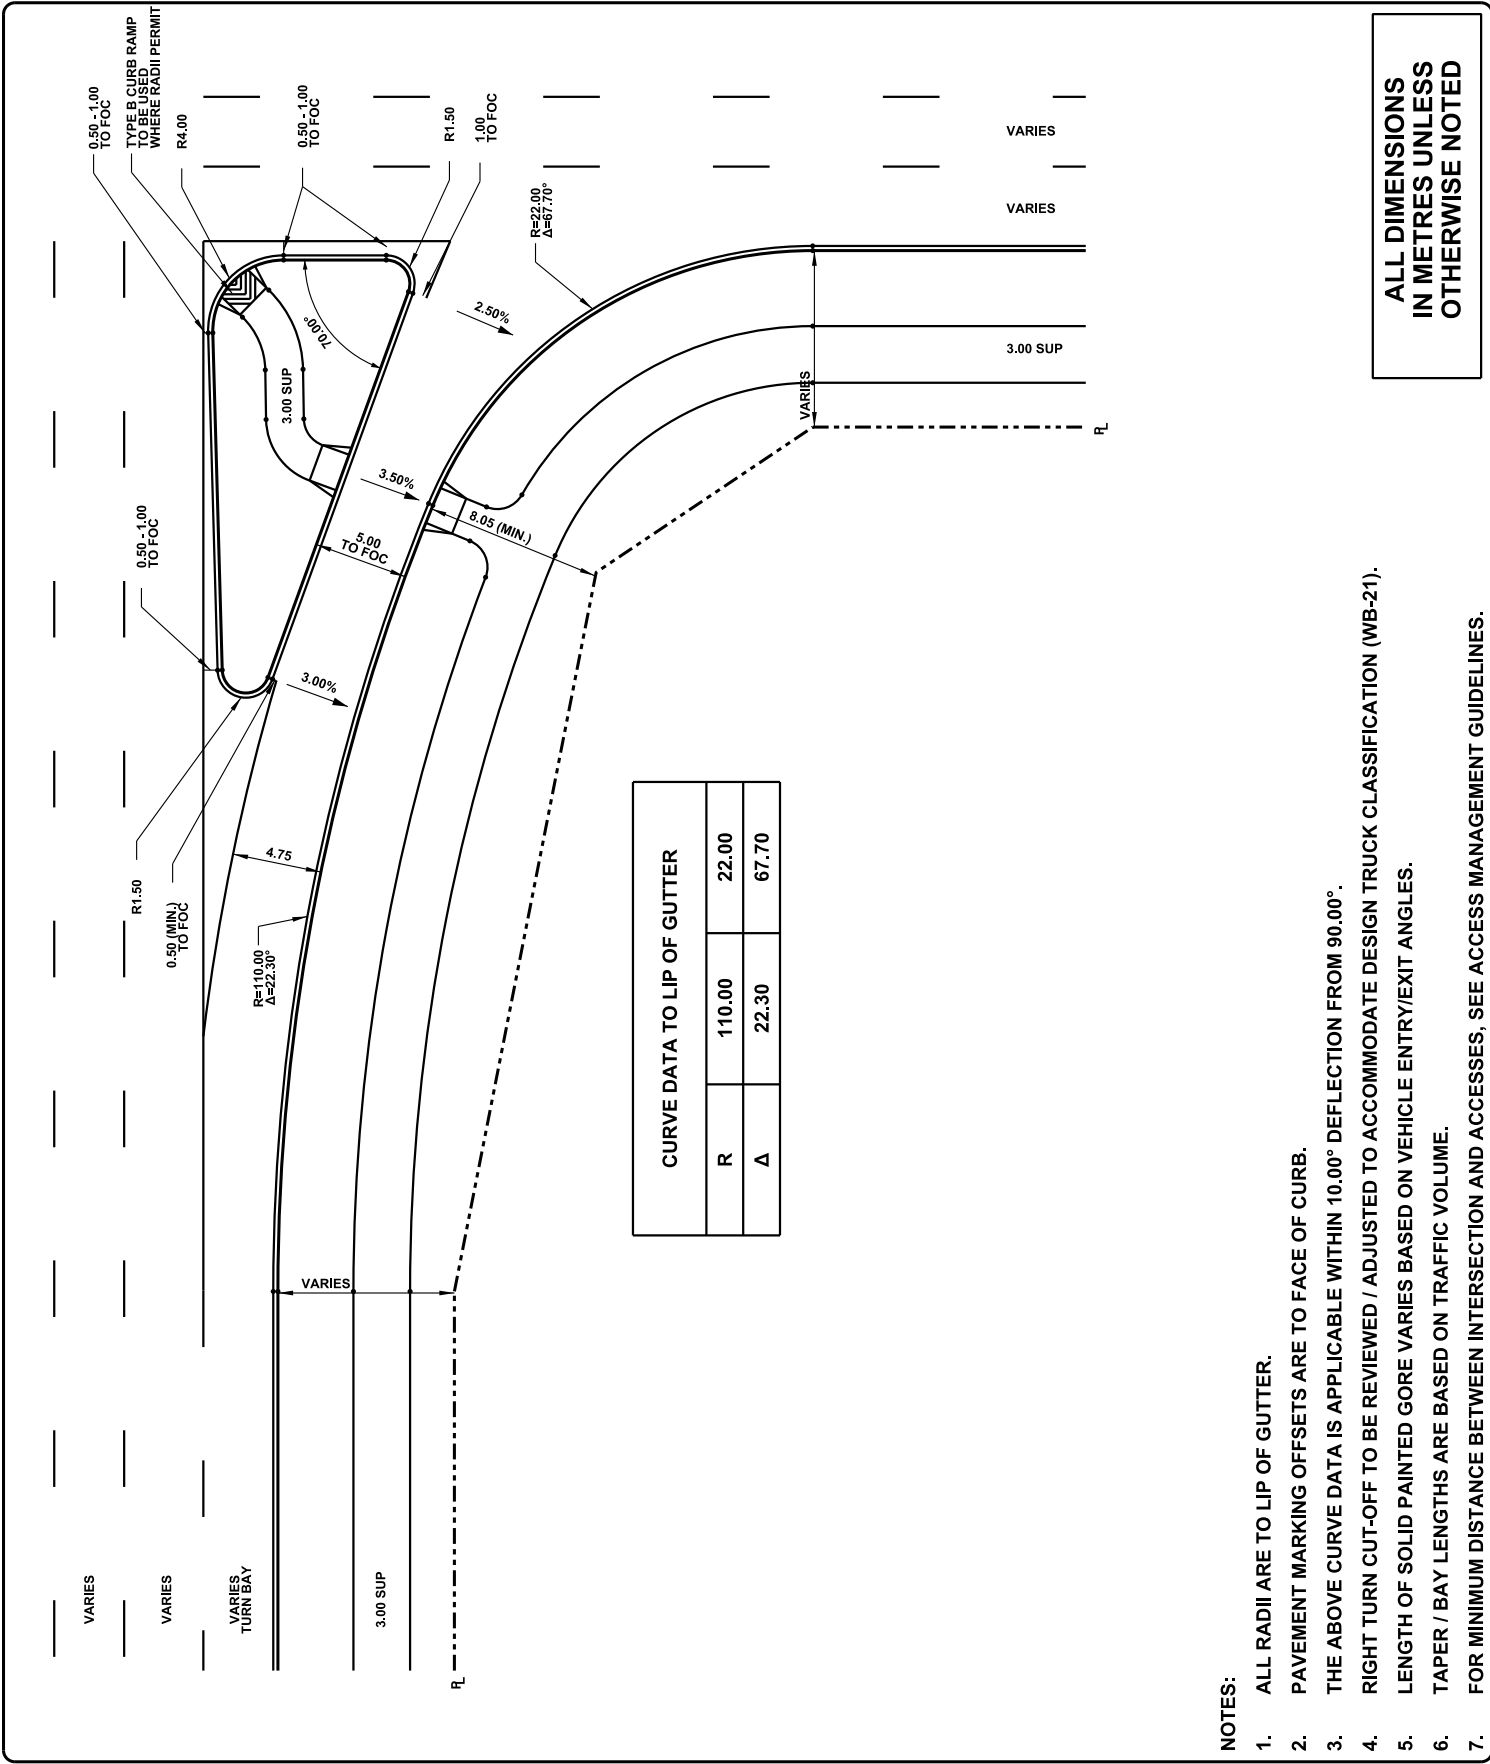 0.50 - 1.00
TO FOC
TYPE B CURB RAMP
TO BE USED
WHERE RADII PERMIT
R4.00
0.50 - 1.00
TO FOC
R1.50
1.00
TO FOC
R=22.00
Δ=67.70°
VARIES
VARIES
3.00 SUP
VARIES
℄
2.50%
70.00°
3.00 SUP
3.50%
8.05 (MIN.)
5.00
TO FOC
0.50 - 1.00
TO FOC
3.00%
4.75
R1.50
0.50 (MIN.)
TO FOC
R=110.00
Δ=22.30°
VARIES
VARIES
VARIES
VARIES
TURN BAY
3.00 SUP
CURVE DATA TO LIP OF GUTTER
R 110.00 22.00
Δ 22.30 67.70
ALL DIMENSIONS
IN METRES UNLESS
OTHERWISE NOTED
NOTES:
1. ALL RADII ARE TO LIP OF GUTTER.
2. PAVEMENT MARKING OFFSETS ARE TO FACE OF CURB.
3. THE ABOVE CURVE DATA IS APPLICABLE WITHIN 10.00° DEFLECTION FROM 90.00°.
4. RIGHT TURN CUT-OFF TO BE REVIEWED / ADJUSTED TO ACCOMMODATE DESIGN TRUCK CLASSIFICATION (WB-21).
5. LENGTH OF SOLID PAINTED GORE VARIES BASED ON VEHICLE ENTRY/EXIT ANGLES.
6. TAPER / BAY LENGTHS ARE BASED ON TRAFFIC VOLUME.
7. FOR MINIMUM DISTANCE BETWEEN INTERSECTION AND ACCESSES, SEE ACCESS MANAGEMENT GUIDELINES.